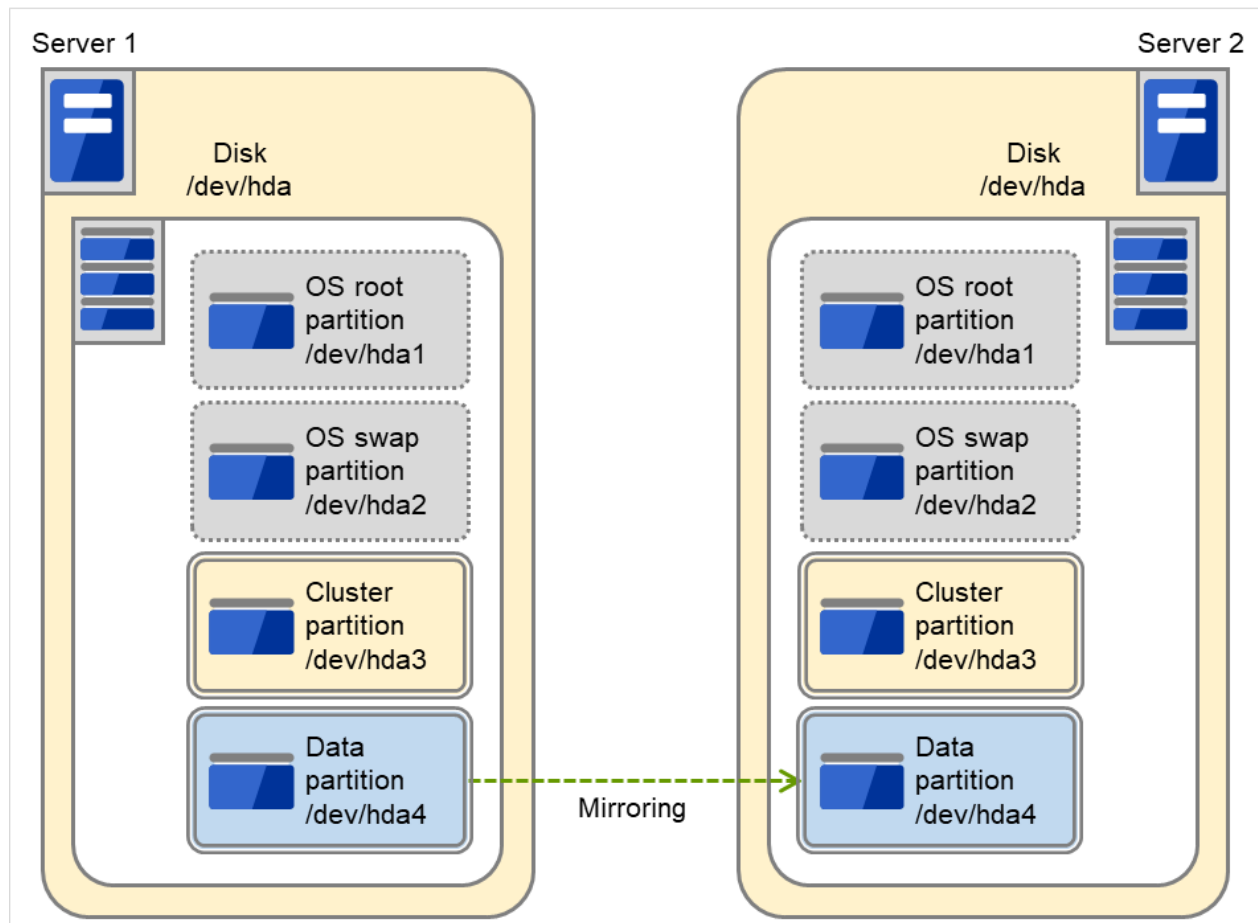 Server 1
Server 2
Disk
/dev/hda
Disk
/dev/hda
OS root
partition
/dev/hda1
OS root
partition
/dev/hda1
OS swap
partition
/dev/hda2
OS swap
partition
/dev/hda2
Cluster
partition
/dev/hda3
Cluster
partition
/dev/hda3
Data
partition
/dev/hda4
Mirroring
Data
partition
/dev/hda4